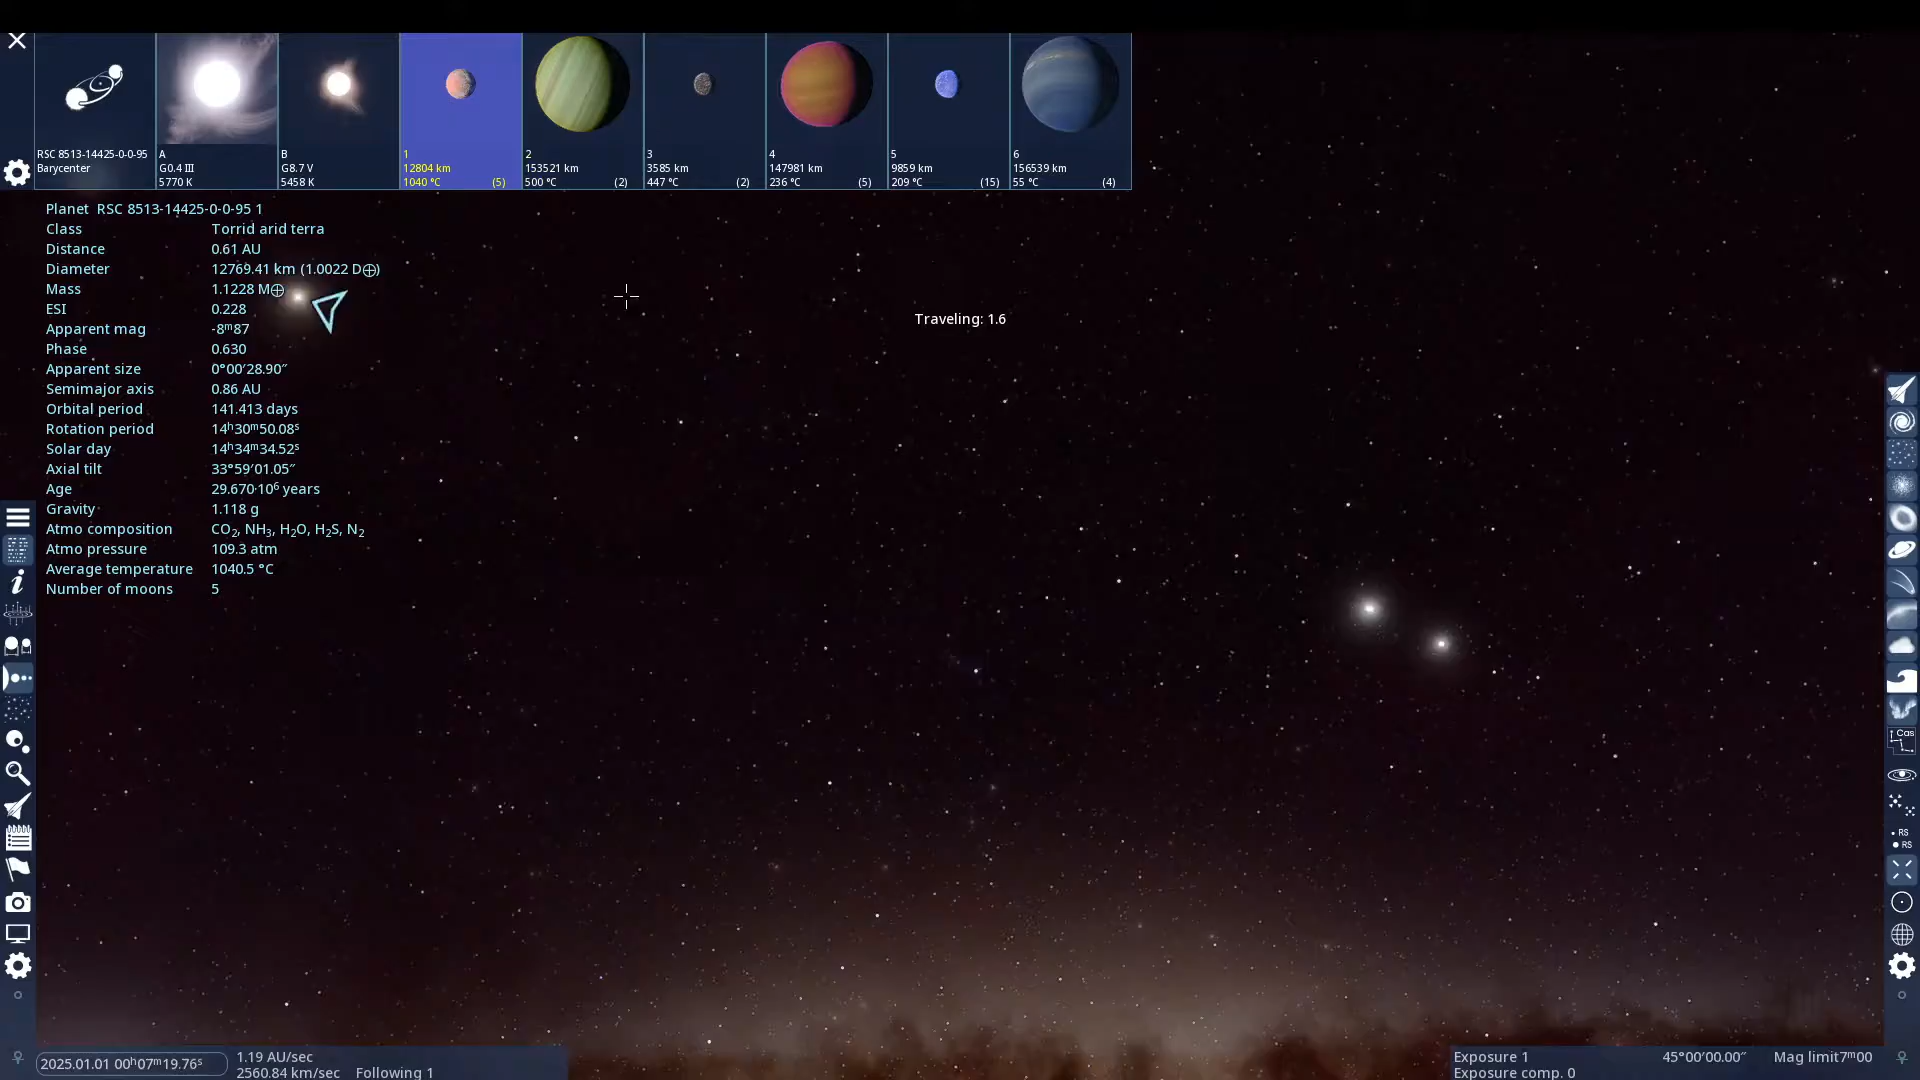 RSC 8513-14425-0-0-95
Barycenter
A
G0.4 III
5770 K
B
G8.7 V
5458 K
1
12804 km
1040 °C (5)
2
153521 km
500 °C (2)
3
3585 km
447 °C (2)
4
147981 km
236 °C (5)
5
9859 km
209 °C (15)
6
156539 km
55 °C (4)
Planet RSC 8513-14425-0-0-95 1
Class Torrid arid terra
Distance 0.61 AU
Diameter 12769.41 km (1.0022 D⊕)
Mass 1.1228 M⊕
ESI 0.228
Apparent mag -8ᵐ87
Phase 0.630
Apparent size 0°00′28.90″
Semimajor axis 0.86 AU
Orbital period 141.413 days
Rotation period 14ʰ30ᵐ50.08ˢ
Solar day 14ʰ34ᵐ34.52ˢ
Axial tilt 33°59′01.05″
Age 29.670·10⁶ years
Gravity 1.118 g
Atmo composition CO₂, NH₃, H₂O, H₂S, N₂
Atmo pressure 109.3 atm
Average temperature 1040.5 °C
Number of moons 5
Traveling: 1.6
Cas
RS
RS
2025.01.01 00ʰ07ᵐ19.76ˢ
1.19 AU/sec
2560.84 km/sec Following 1
Exposure 1 45°00′00.00″ Mag limit7ᵐ00
Exposure comp. 0